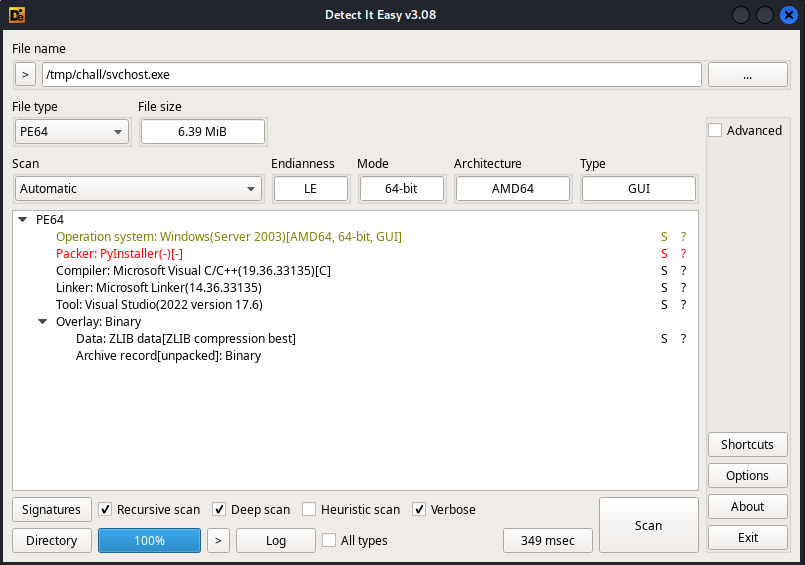 Detect It Easy v3.08
File name
> /tmp/chall/svchost.exe ...
File type File size
PE64 6.39 MiB
Advanced
Scan Endianness Mode Architecture Type
Automatic LE 64-bit AMD64 GUI
PE64
Operation system: Windows(Server 2003)[AMD64, 64-bit, GUI] S ?
Packer: PyInstaller(-)[-] S ?
Compiler: Microsoft Visual C/C++(19.36.33135)[C] S ?
Linker: Microsoft Linker(14.36.33135) S ?
Tool: Visual Studio(2022 version 17.6) S ?
Overlay: Binary
Data: ZLIB data[ZLIB compression best] S ?
Archive record[unpacked]: Binary
Shortcuts
Options
Signatures Recursive scan Deep scan Heuristic scan Verbose Scan About
Directory 100% > Log All types 349 msec Exit